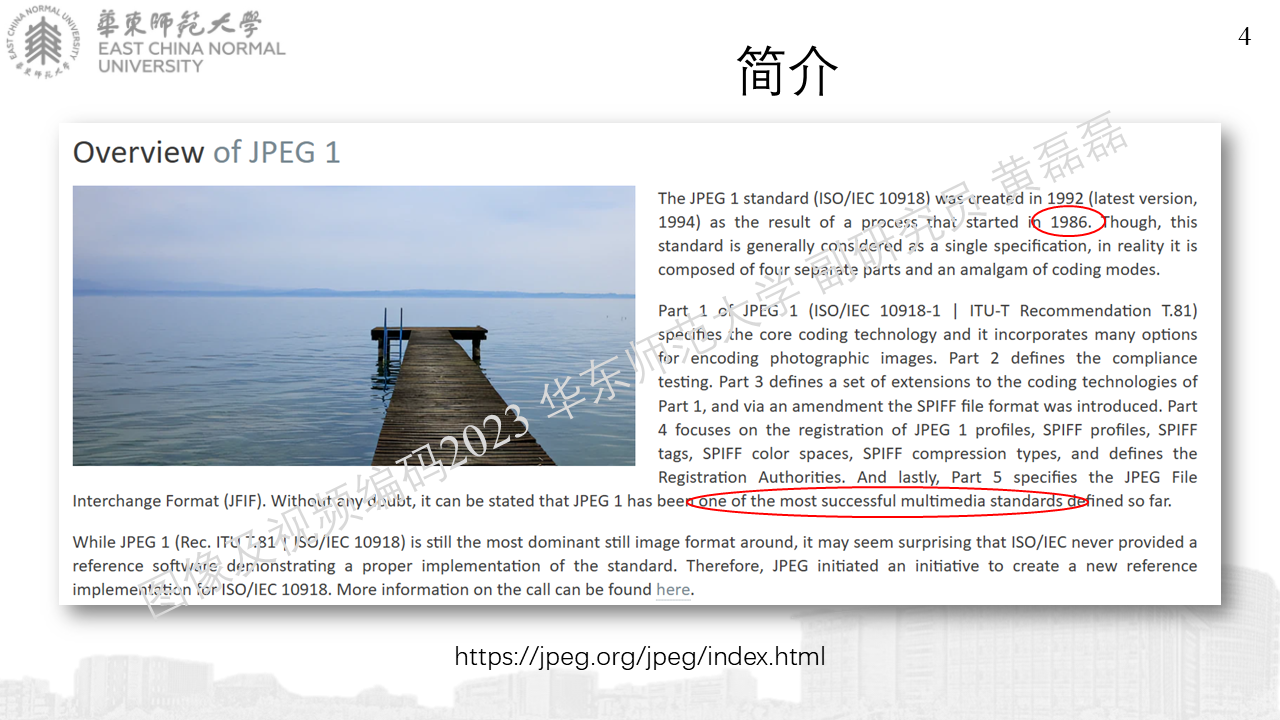 EAST CHINA NORMAL UNIVERSITY
華東师范大學
華東师范大學
EAST CHINA NORMAL
UNIVERSITY
4
简介
Overview of JPEG 1
The JPEG 1 standard (ISO/IEC 10918) was created in 1992 (latest version,
1994) as the result of a process that started in 1986. Though, this
standard is generally considered as a single specification, in reality it is
composed of four separate parts and an amalgam of coding modes.
Part 1 of JPEG 1 (ISO/IEC 10918-1 | ITU-T Recommendation T.81)
specifies the core coding technology and it incorporates many options
for encoding photographic images. Part 2 defines the compliance
testing. Part 3 defines a set of extensions to the coding technologies of
Part 1, and via an amendment the SPIFF file format was introduced. Part
4 focuses on the registration of JPEG 1 profiles, SPIFF profiles, SPIFF
tags, SPIFF color spaces, SPIFF compression types, and defines the
Registration Authorities. And lastly, Part 5 specifies the JPEG File
Interchange Format (JFIF). Without any doubt, it can be stated that JPEG 1 has been one of the most successful multimedia standards defined so far.
While JPEG 1 (Rec. ITU T.81 | ISO/IEC 10918) is still the most dominant still image format around, it may seem surprising that ISO/IEC never provided a
reference software demonstrating a proper implementation of the standard. Therefore, JPEG initiated an initiative to create a new reference
implementation for ISO/IEC 10918. More information on the call can be found here.
图像及视频编码2023 华东师范大学 副研究员 黄磊磊
https://jpeg.org/jpeg/index.html